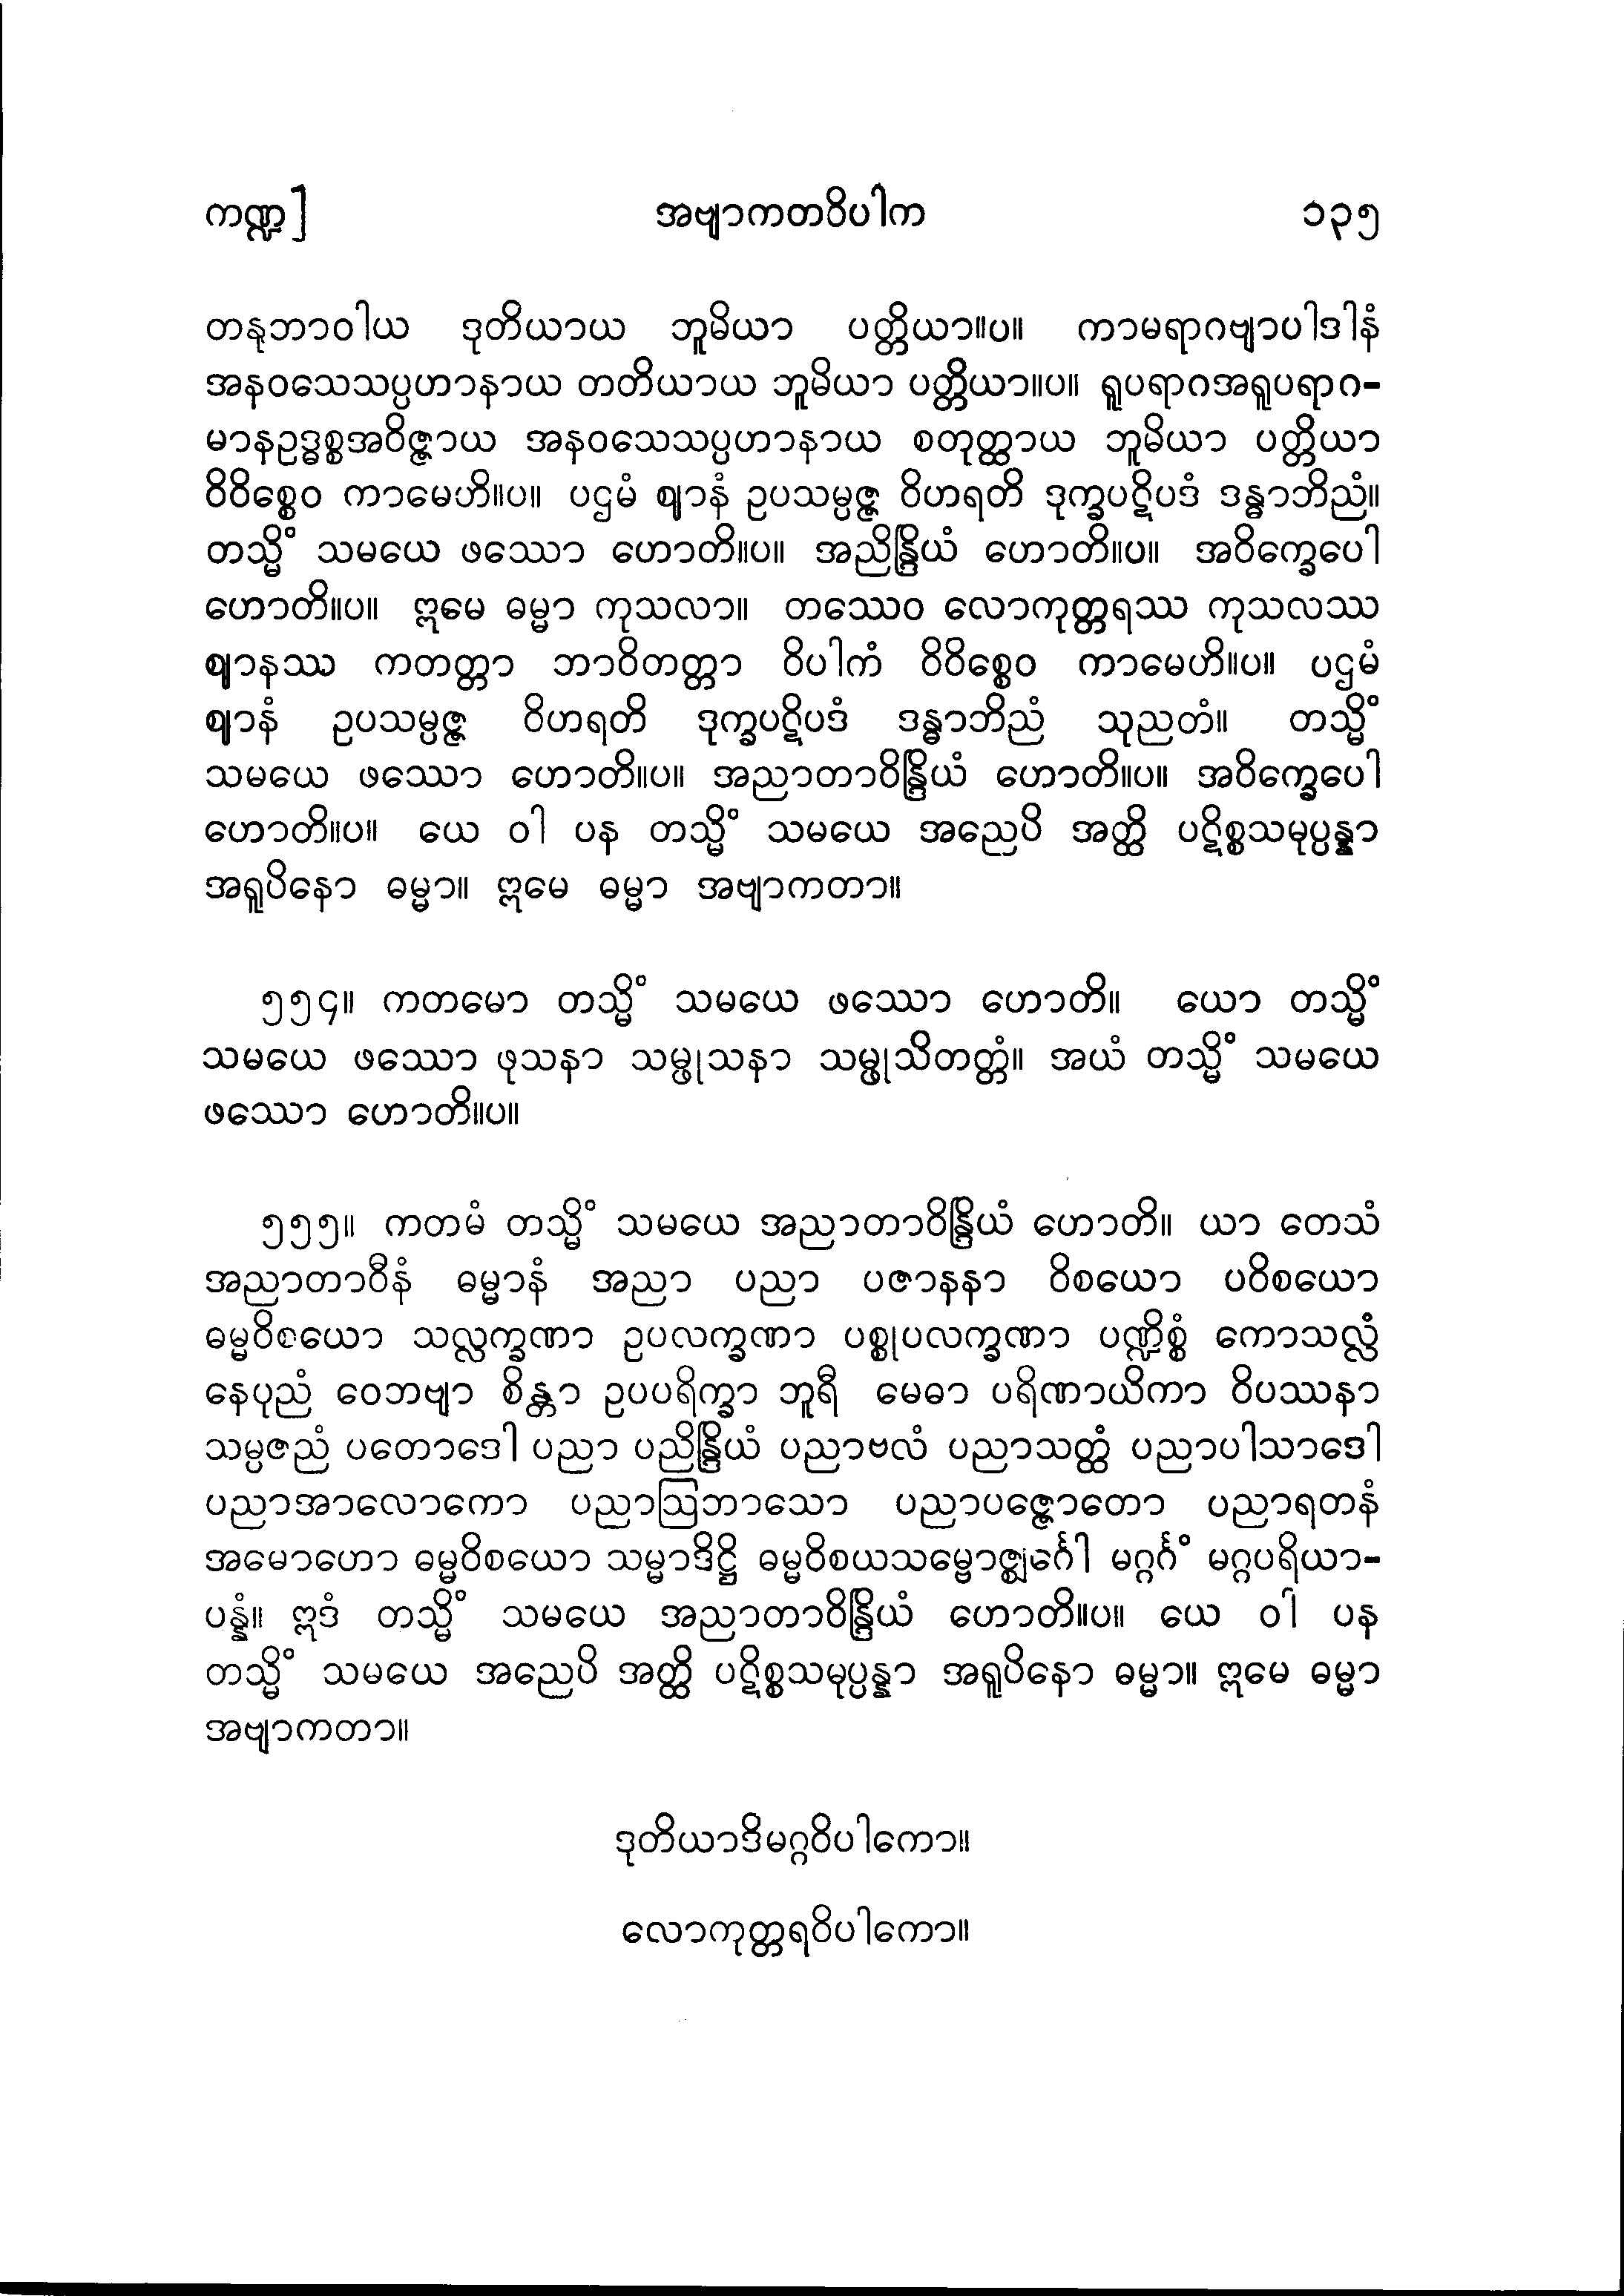 ကဏ္ဍ] အဗျာကတဝိပါက ၁၃၅
တနုဘာဝါယ ဒုတိယာယ ဘူမိယာ ပတ္တိယာ။ပ။ ကာမရာဂဗျာပါဒါနံ
အနဝသေသပ္ပဟာနာယ တတိယာယ ဘူမိယာ ပတ္တိယာ။ပ။ ရူပရာဂအရူပရာဂ-
မာနဥဒ္ဓစ္စအဝိဇ္ဇာယ အနဝသေသပ္ပဟာနာယ စတုတ္ထာယ ဘူမိယာ ပတ္တိယာ
ဝိဝိစ္စေဝ ကာမေဟိ။ပ။ ပဌမံ ဈာနံ ဥပသမ္ပဇ္ဇ ဝိဟရတိ ဒုက္ခပဋိပဒံ ဒန္ဓာဘိညံ။
တသ္မိံ သမယေ ဖဿော ဟောတိ။ပ။ အညိန္ဒြိယံ ဟောတိ။ပ။ အဝိက္ခေပေါ
ဟောတိ။ပ။ ဣမေ ဓမ္မာ ကုသလာ။ တဿေဝ လောကုတ္တရဿ ကုသလဿ
ဈာနဿ ကတတ္တာ ဘာဝိတတ္တာ ဝိပါကံ ဝိဝိစ္စေဝ ကာမေဟိ။ပ။ ပဌမံ
ဈာနံ ဥပသမ္ပဇ္ဇ ဝိဟရတိ ဒုက္ခပဋိပဒံ ဒန္ဓာဘိညံ သုညတံ။ တသ္မိံ
သမယေ ဖဿော ဟောတိ။ပ။ အညာတာဝိန္ဒြိယံ ဟောတိ။ပ။ အဝိက္ခေပေါ
ဟောတိ။ပ။ ယေ ဝါ ပန တသ္မိံ သမယေ အညေပိ အတ္ထိ ပဋိစ္စသမုပ္ပန္နာ
အရူပိနော ဓမ္မာ။ ဣမေ ဓမ္မာ အဗျာကတာ။
၅၅၄။ ကတမော တသ္မိံ သမယေ ဖဿော ဟောတိ။ ယော တသ္မိံ
သမယေ ဖဿော ဖုသနာ သမ္ဖုသနာ သမ္ဖုသိတတ္တံ။ အယံ တသ္မိံ သမယေ
ဖဿော ဟောတိ။ပ။
၅၅၅။ ကတမံ တသ္မိံ သမယေ အညာတာဝိန္ဒြိယံ ဟောတိ။ ယာ တေသံ
အညာတာဝီနံ ဓမ္မာနံ အညာ ပညာ ပဇာနနာ ဝိစယော ပဝိစယော
ဓမ္မဝိစယော သလ္လက္ခဏာ ဥပလက္ခဏာ ပစ္စုပလက္ခဏာ ပဏ္ဍိစ္စံ ကောသလ္လံ
နေပုညံ ဝေဘဗျာ စိန္တာ ဥပပရိက္ခာ ဘူရီ မေဓာ ပရိဏာယိကာ ဝိပဿနာ
သမ္ပဇညံ ပတောဒေါ ပညာ ပညိန္ဒြိယံ ပညာဗလံ ပညာသတ္ထံ ပညာပါသာဒေါ
ပညာအာလောကော ပညာဩဘာသော ပညာပဇ္ဇောတော ပညာရတနံ
အမောဟော ဓမ္မဝိစယော သမ္မာဒိဋ္ဌိ ဓမ္မဝိစယသမ္ဗောဇ္ဈင်္ဂေါ မဂ္ဂင်္ဂံ မဂ္ဂပရိယာ-
ပန္နံ။ ဣဒံ တသ္မိံ သမယေ အညာတာဝိန္ဒြိယံ ဟောတိ။ပ။ ယေ ဝါ ပန
တသ္မိံ သမယေ အညေပိ အတ္ထိ ပဋိစ္စသမုပ္ပန္နာ အရူပိနော ဓမ္မာ။ ဣမေ ဓမ္မာ
အဗျာကတာ။
ဒုတိယာဒိမဂ္ဂဝိပါကော။
လောကုတ္တရဝိပါကော။